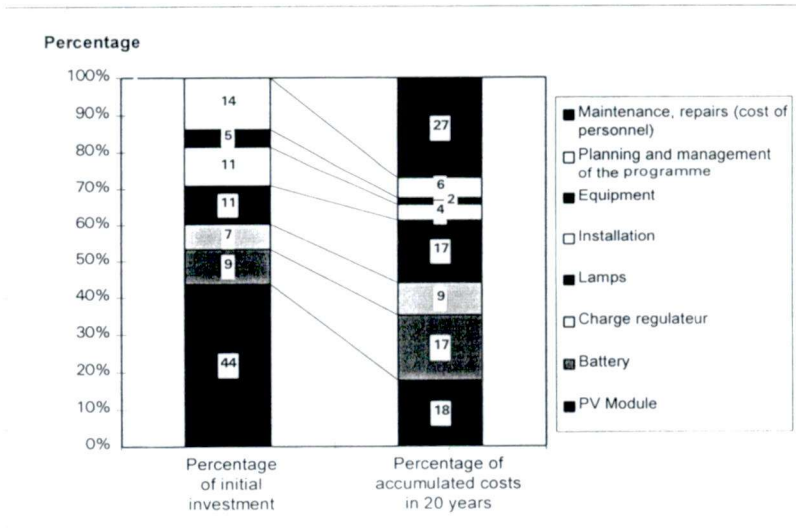 Percentage
100%
90%
80%
70%
60%
50%
40%
30%
20%
10%
0%
14
5
11
11
7
9
44
27
6
2
4
17
9
17
18
Percentage
of initial
investment
Percentage of
accumulated costs
in 20 years
Maintenance, repairs (cost of
personnel)
Planning and management
of the programme
Equipment
Installation
Lamps
Charge regulateur
Battery
PV Module